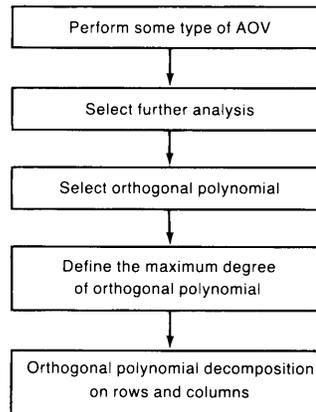 Perform some type of AOV
Select further analysis
Select orthogonal polynomial
Define the maximum degree
of orthogonal polynomial
Orthogonal polynomial decomposition
on rows and columns